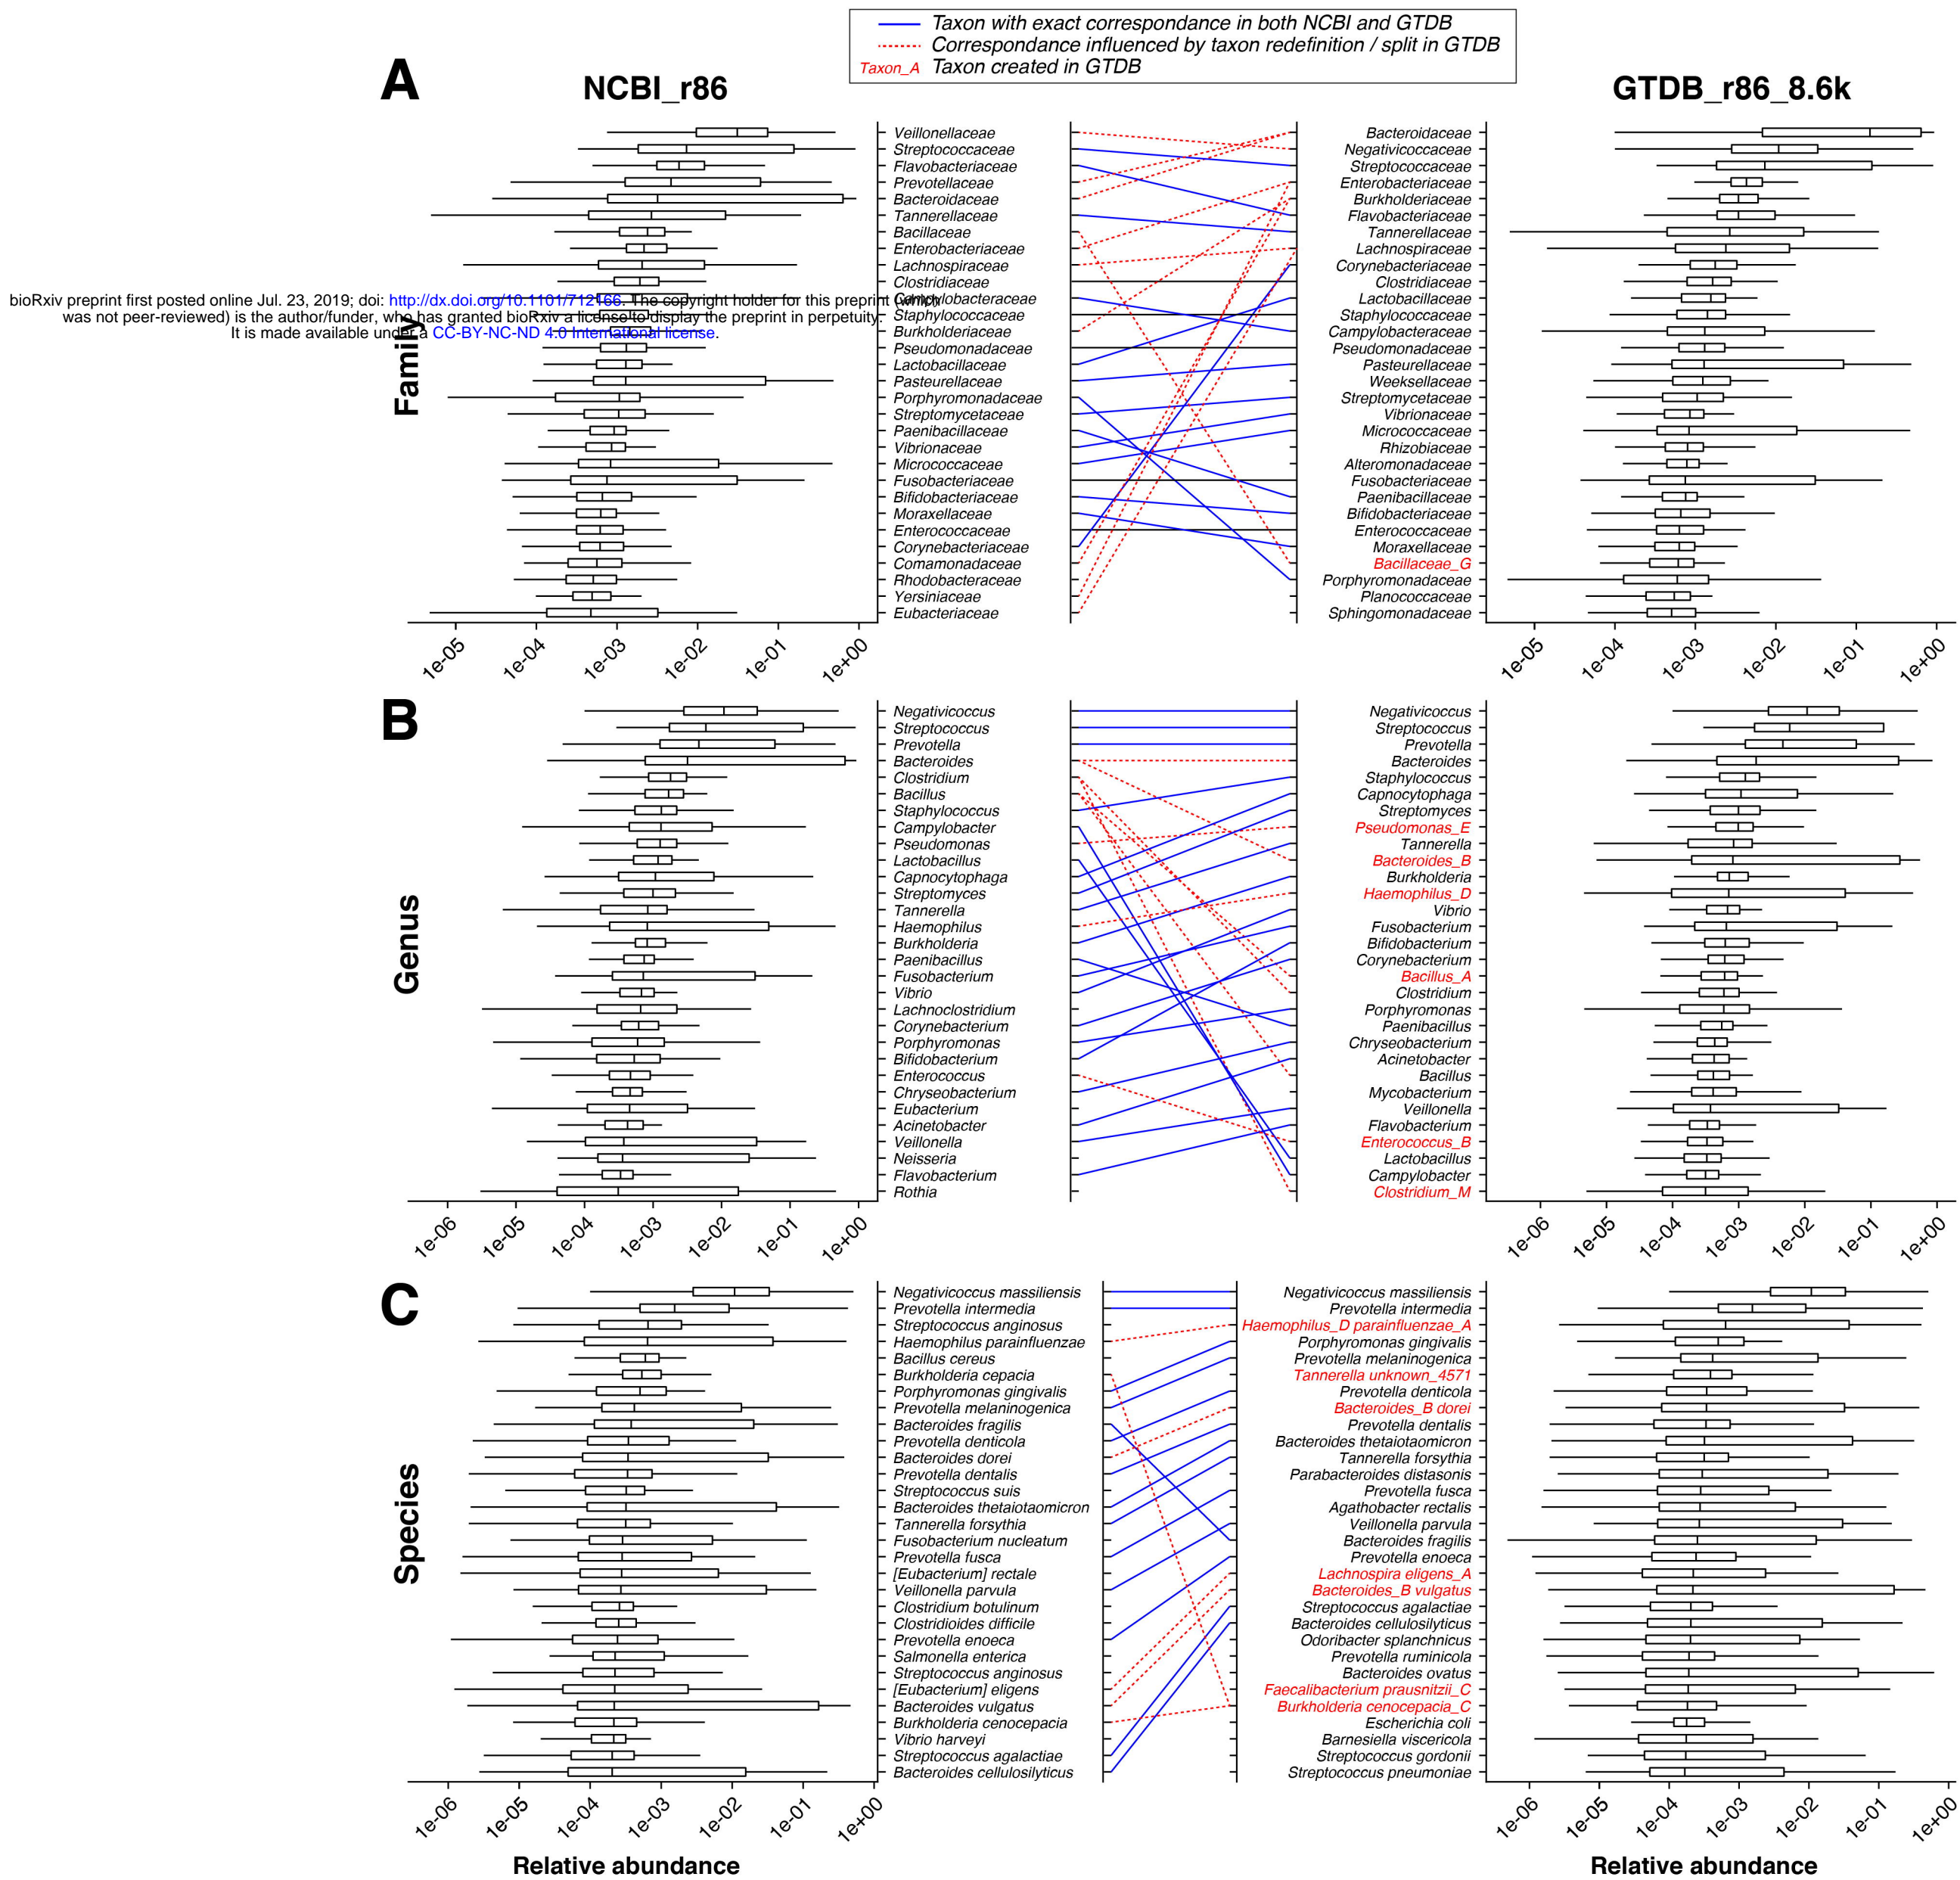 Taxon with exact correspondance in both NCBI and GTDB
Correspondance influenced by taxon redefinition / split in GTDB
Taxon_A Taxon created in GTDB
A
NCBI_r86
GTDB_r86_8.6k
Family
Veillonellaceae
Streptococcaceae
Flavobacteriaceae
Prevotellaceae
Bacteroidaceae
Tannerellaceae
Bacillaceae
Enterobacteriaceae
Lachnospiraceae
Clostridiaceae
Campylobacteraceae
Staphylococcaceae
Burkholderiaceae
Pseudomonadaceae
Lactobacillaceae
Pasteurellaceae
Porphyromonadaceae
Streptomycetaceae
Paenibacillaceae
Vibrionaceae
Micrococcaceae
Fusobacteriaceae
Bifidobacteriaceae
Moraxellaceae
Enterococcaceae
Corynebacteriaceae
Comamonadaceae
Rhodobacteraceae
Yersiniaceae
Eubacteriaceae
bioRxiv preprint first posted online Jul. 23, 2019; doi: http://dx.doi.org/10.1101/712166. The copyright holder for this preprint (which
was not peer-reviewed) is the author/funder, who has granted bioRxiv a license to display the preprint in perpetuity.
It is made available under a CC-BY-NC-ND 4.0 International license.
1e-05 1e-04 1e-03 1e-02 1e-01 1e+00
Bacteroidaceae
Negativicoccaceae
Streptococcaceae
Enterobacteriaceae
Burkholderiaceae
Flavobacteriaceae
Tannerellaceae
Lachnospiraceae
Corynebacteriaceae
Clostridiaceae
Lactobacillaceae
Staphylococcaceae
Campylobacteraceae
Pseudomonadaceae
Pasteurellaceae
Weeksellaceae
Streptomycetaceae
Vibrionaceae
Micrococcaceae
Rhizobiaceae
Alteromonadaceae
Fusobacteriaceae
Paenibacillaceae
Bifidobacteriaceae
Enterococcaceae
Moraxellaceae
Bacillaceae_G
Porphyromonadaceae
Planococcaceae
Sphingomonadaceae
1e-05 1e-04 1e-03 1e-02 1e-01 1e+00
B
Genus
Negativicoccus
Streptococcus
Prevotella
Bacteroides
Clostridium
Bacillus
Staphylococcus
Campylobacter
Pseudomonas
Lactobacillus
Capnocytophaga
Streptomyces
Tannerella
Haemophilus
Burkholderia
Paenibacillus
Fusobacterium
Vibrio
Lachnoclostridium
Corynebacterium
Porphyromonas
Bifidobacterium
Enterococcus
Chryseobacterium
Eubacterium
Acinetobacter
Veillonella
Neisseria
Flavobacterium
Rothia
1e-06 1e-05 1e-04 1e-03 1e-02 1e-01 1e+00
Negativicoccus
Streptococcus
Prevotella
Bacteroides
Staphylococcus
Capnocytophaga
Streptomyces
Pseudomonas_E
Tannerella
Bacteroides_B
Burkholderia
Haemophilus_D
Vibrio
Fusobacterium
Bifidobacterium
Corynebacterium
Bacillus_A
Clostridium
Porphyromonas
Paenibacillus
Chryseobacterium
Acinetobacter
Bacillus
Mycobacterium
Veillonella
Flavobacterium
Enterococcus_B
Lactobacillus
Campylobacter
Clostridium_M
1e-06 1e-05 1e-04 1e-03 1e-02 1e-01 1e+00
C
Species
Negativicoccus massiliensis
Prevotella intermedia
Streptococcus anginosus
Haemophilus parainfluenzae
Bacillus cereus
Burkholderia cepacia
Porphyromonas gingivalis
Prevotella melaninogenica
Bacteroides fragilis
Prevotella denticola
Bacteroides dorei
Prevotella dentalis
Streptococcus suis
Bacteroides thetaiotaomicron
Tannerella forsythia
Fusobacterium nucleatum
Prevotella fusca
[Eubacterium] rectale
Veillonella parvula
Clostridium botulinum
Clostridioides difficile
Prevotella enoeca
Salmonella enterica
Streptococcus anginosus
[Eubacterium] eligens
Bacteroides vulgatus
Burkholderia cenocepacia
Vibrio harveyi
Streptococcus agalactiae
Bacteroides cellulosilyticus
1e-06 1e-05 1e-04 1e-03 1e-02 1e-01 1e+00
Relative abundance
Negativicoccus massiliensis
Prevotella intermedia
Haemophilus_D parainfluenzae_A
Porphyromonas gingivalis
Prevotella melaninogenica
Tannerella unknown_4571
Prevotella denticola
Bacteroides_B dorei
Prevotella dentalis
Bacteroides thetaiotaomicron
Tannerella forsythia
Parabacteroides distasonis
Prevotella fusca
Agathobacter rectalis
Veillonella parvula
Bacteroides fragilis
Prevotella enoeca
Lachnospira eligens_A
Bacteroides_B vulgatus
Streptococcus agalactiae
Bacteroides cellulosilyticus
Odoribacter splanchnicus
Prevotella ruminicola
Bacteroides ovatus
Faecalibacterium prausnitzii_C
Burkholderia cenocepacia_C
Escherichia coli
Barnesiella viscericola
Streptococcus gordonii
Streptococcus pneumoniae
1e-06 1e-05 1e-04 1e-03 1e-02 1e-01 1e+00
Relative abundance